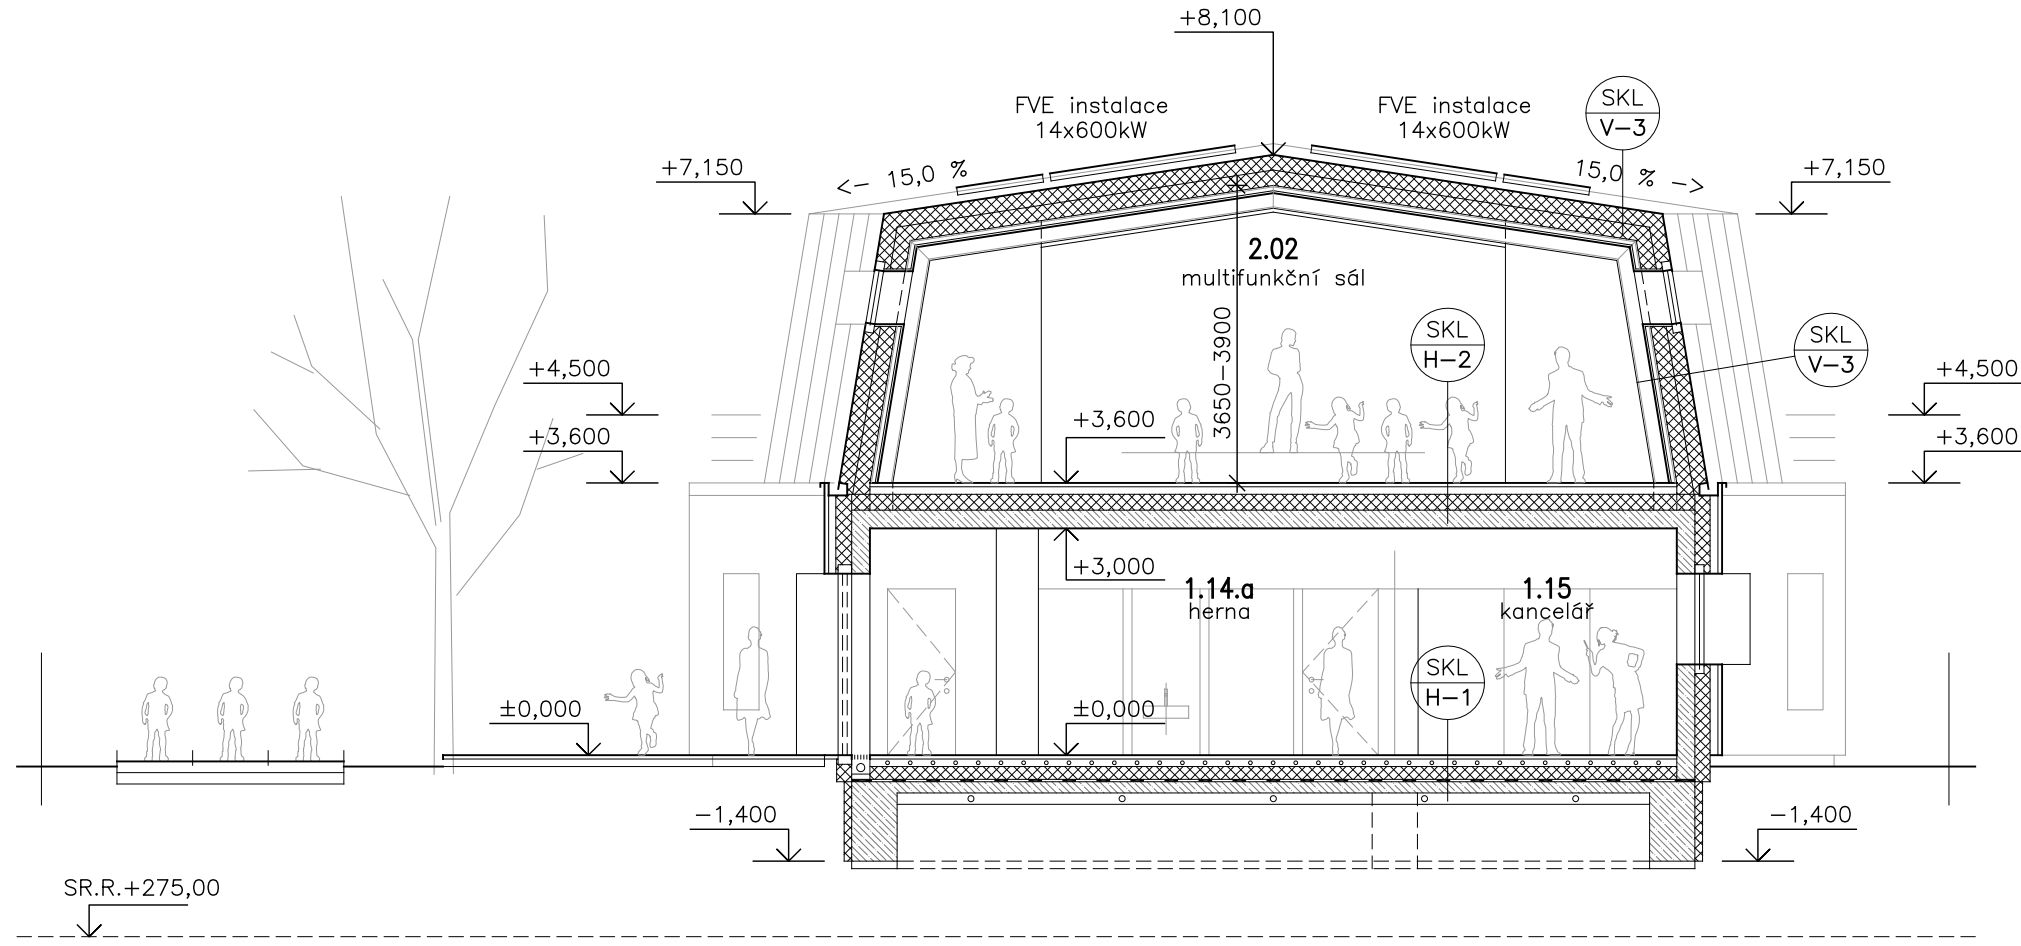 +8,100
FVE instalace
14x600kW
FVE instalace
14x600kW
SKL
V-3
+7,150
<- 15,0 %
15,0 % ->
+7,150
2.02
multifunkční sál
3650-3900
SKL
H-2
SKL
V-3
+4,500
+4,500
+3,600
+3,600
+3,600
+3,000
1.14.a
herna
1.15
kancelář
SKL
H-1
±0,000
±0,000
-1,400
-1,400
SR.R.+275,00